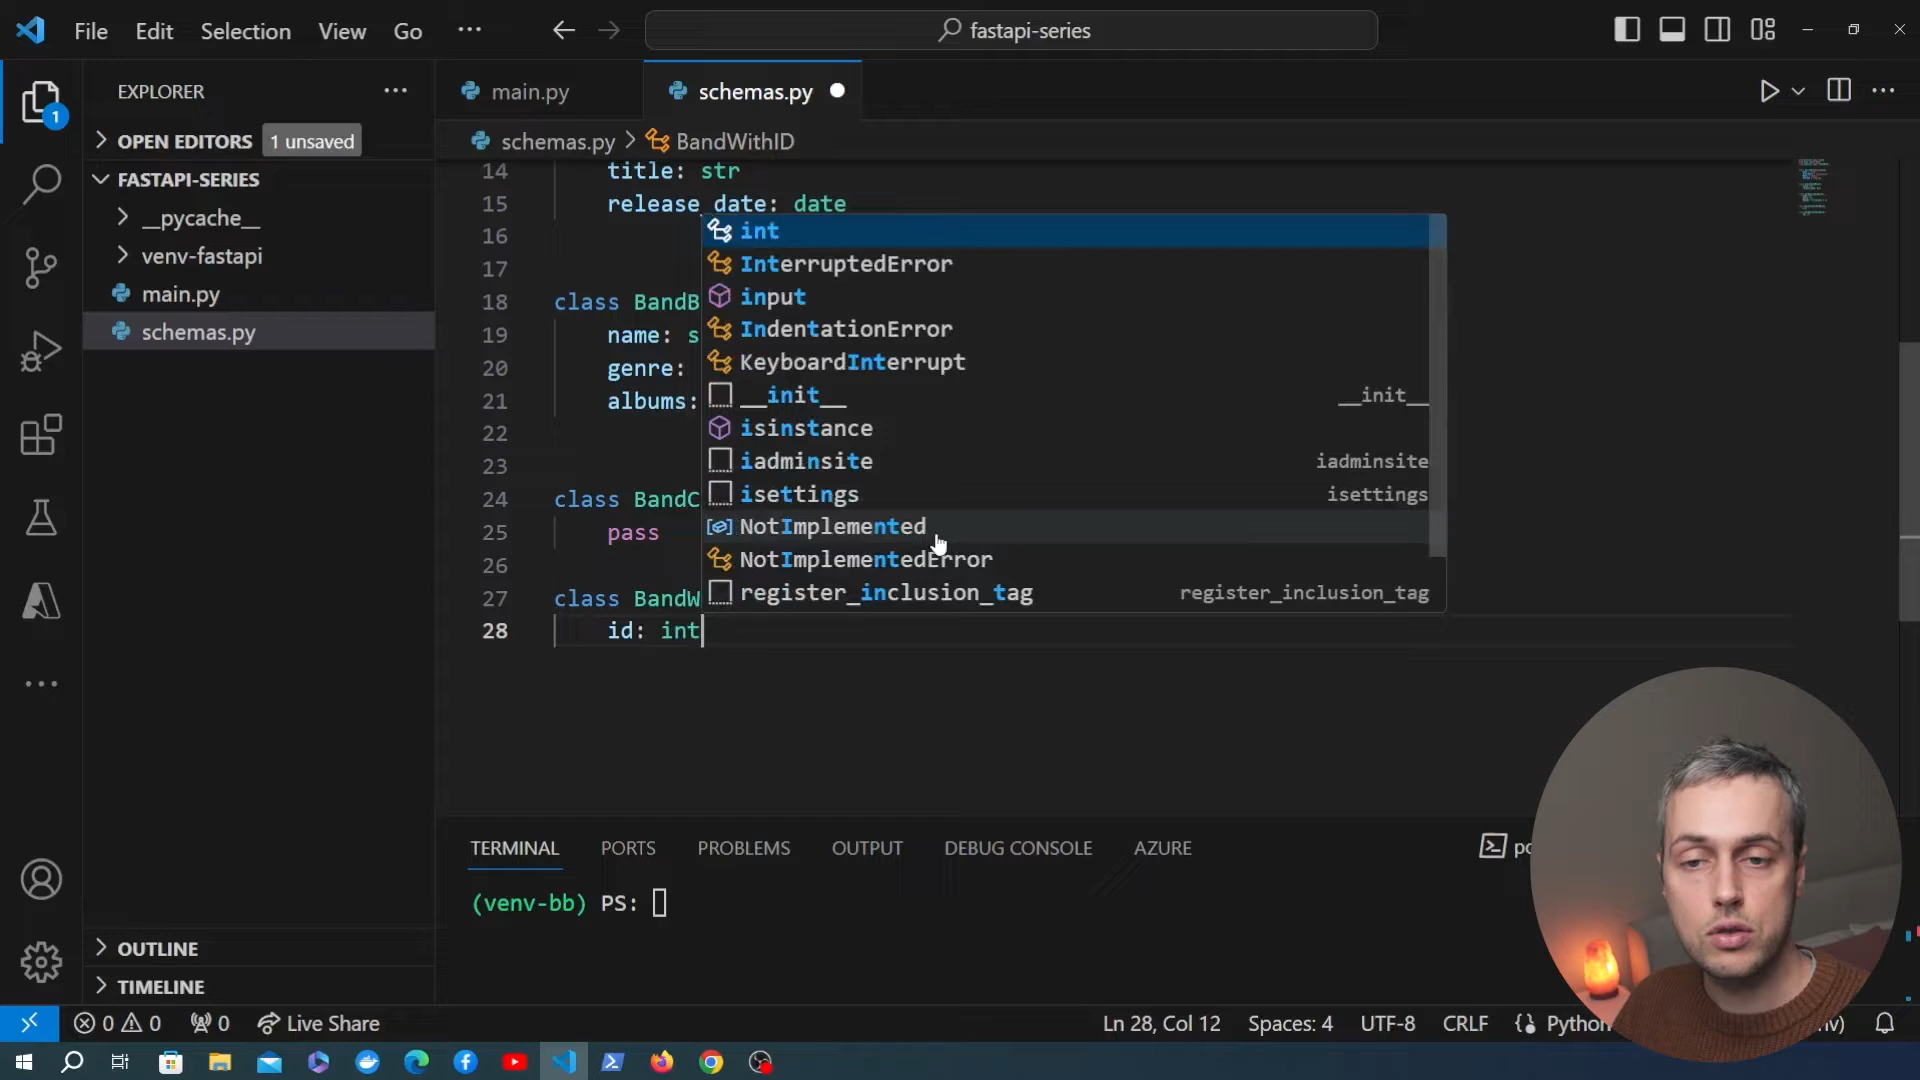 File Edit Selection View Go ··· fastapi-series
EXPLORER ···
1
OPEN EDITORS 1 unsaved
FASTAPI-SERIES
__pycache__
venv-fastapi
main.py
schemas.py
OUTLINE
TIMELINE
main.py schemas.py
schemas.py > BandWithID
14 title: str
15 release_date: date
16
17
18 class BandB
19 name: s
20 genre:
21 albums:
22
23
24 class BandC
25 pass
26
27 class BandW
28 id: int
int
InterruptedError
input
IndentationError
KeyboardInterrupt
__init__ __init__
isinstance
iadminsite iadminsite
isettings isettings
NotImplemented
NotImplementedError
register_inclusion_tag register_inclusion_tag
TERMINAL PORTS PROBLEMS OUTPUT DEBUG CONSOLE AZURE
(venv-bb) PS:
0 0 0 Live Share Ln 28, Col 12 Spaces: 4 UTF-8 CRLF